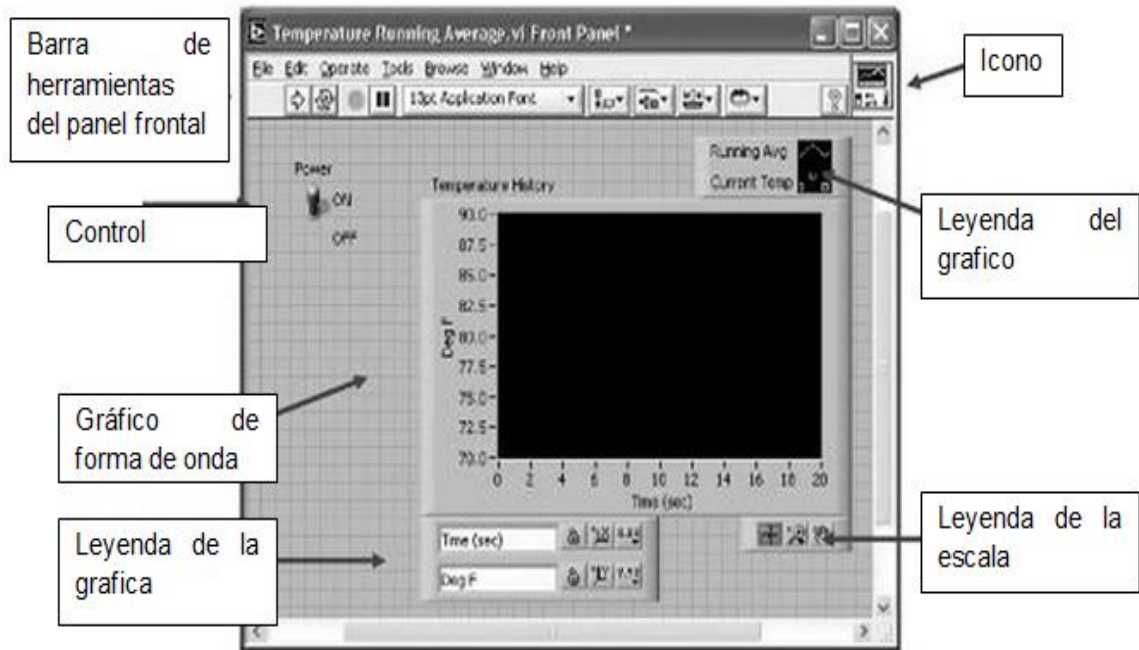 Barra de
herramientas
del panel frontal
Temperature Running Average.vi Front Panel *
File Edit Operate Tools Browse Window Help
13pt Application Font
Icono
Power
ON
OFF
Control
Running Avg
Current Temp
Leyenda del
grafico
Temperature History
90.0
87.5
85.0
82.5
80.0
77.5
75.0
72.5
70.0
Deg F
0 2 4 6 8 10 12 14 16 18 20
Time (sec)
Gráfico de
forma de onda
Leyenda de la
grafica
Time (sec)
Deg F
Leyenda de la
escala